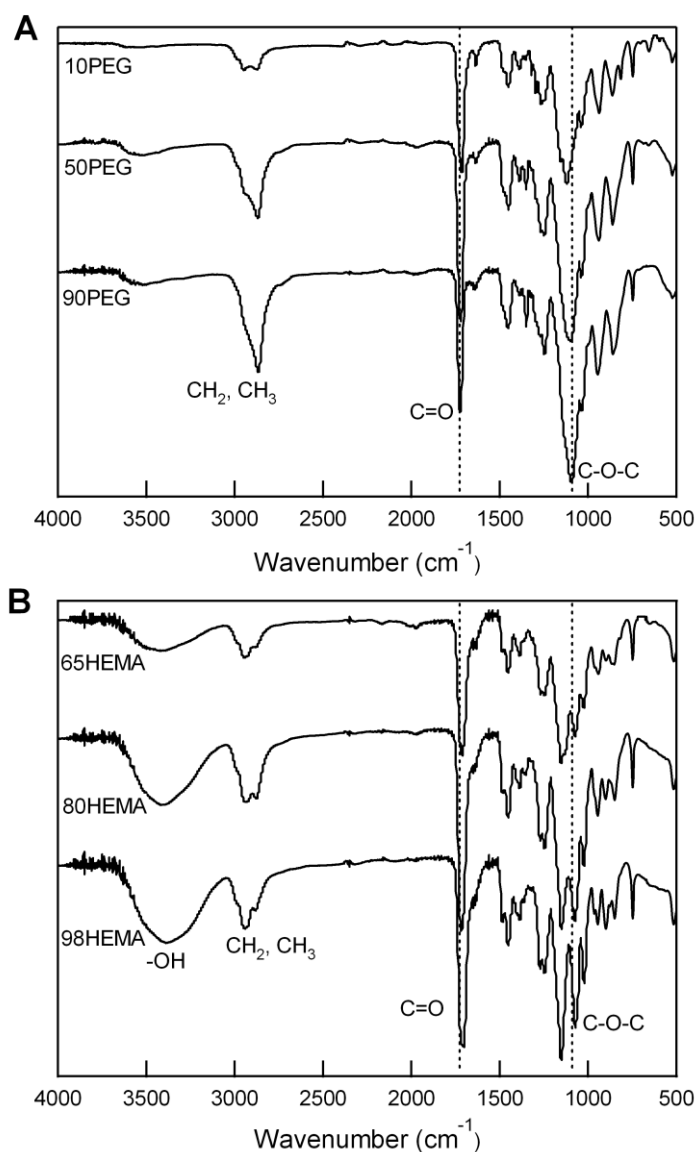 A
10PEG
50PEG
90PEG
CH₂, CH₃
C=O
C-O-C
4000 3500 3000 2500 2000 1500 1000 500
Wavenumber (cm⁻¹)
B
65HEMA
80HEMA
98HEMA
-OH
CH₂, CH₃
C=O
C-O-C
4000 3500 3000 2500 2000 1500 1000 500
Wavenumber (cm⁻¹)